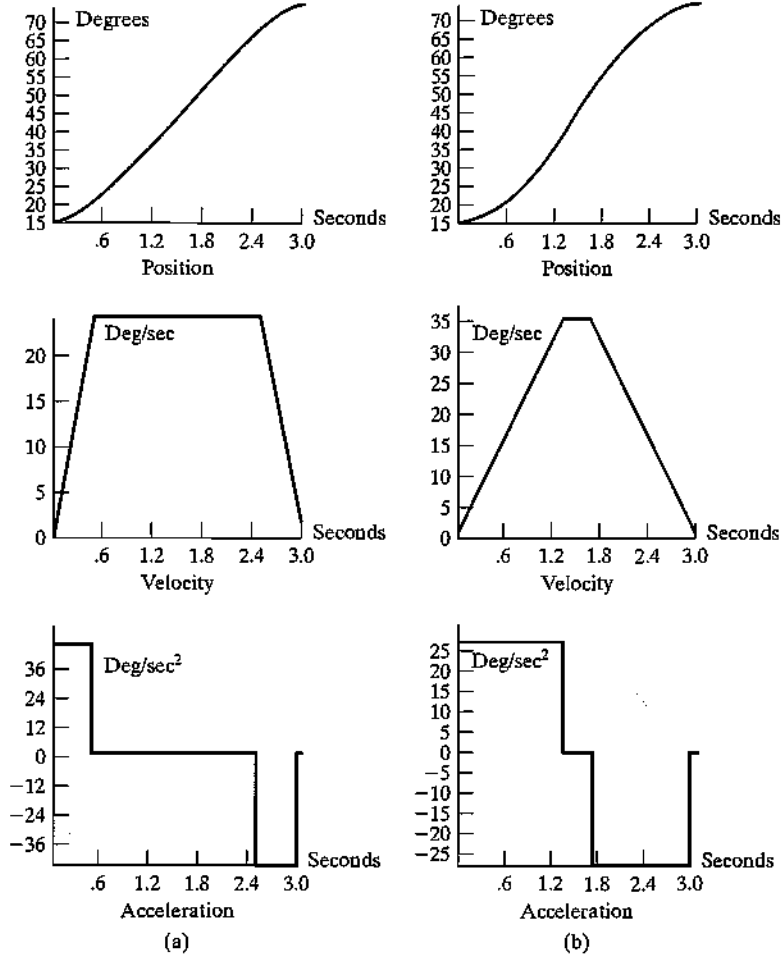 Degrees
70
65
60
55
50
45
40
35
30
25
20
15
.6 1.2 1.8 2.4 3.0
Seconds
Position
Degrees
70
65
60
55
50
45
40
35
30
25
20
15
.6 1.2 1.8 2.4 3.0
Seconds
Position
Deg/sec
20
15
10
5
0
.6 1.2 1.8 2.4 3.0
Seconds
Velocity
Deg/sec
35
30
25
20
15
10
5
0
.6 1.2 1.8 2.4 3.0
Seconds
Velocity
Deg/sec²
36
24
12
0
−12
−24
−36
.6 1.2 1.8 2.4 3.0
Seconds
Acceleration
(a)
Deg/sec²
25
20
15
10
5
0
−5
−10
−15
−20
−25
.6 1.2 1.8 2.4 3.0
Seconds
Acceleration
(b)